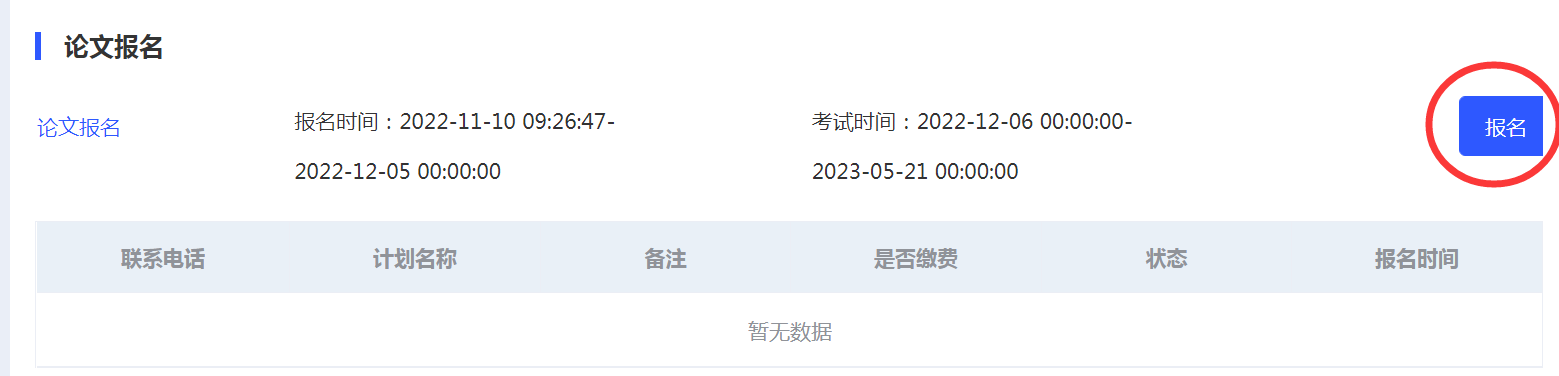 论文报名
论文报名
报名时间：2022-11-10 09:26:47-
2022-12-05 00:00:00
考试时间：2022-12-06 00:00:00-
2023-05-21 00:00:00
报名
联系电话 计划名称 备注 是否缴费 状态 报名时间
暂无数据